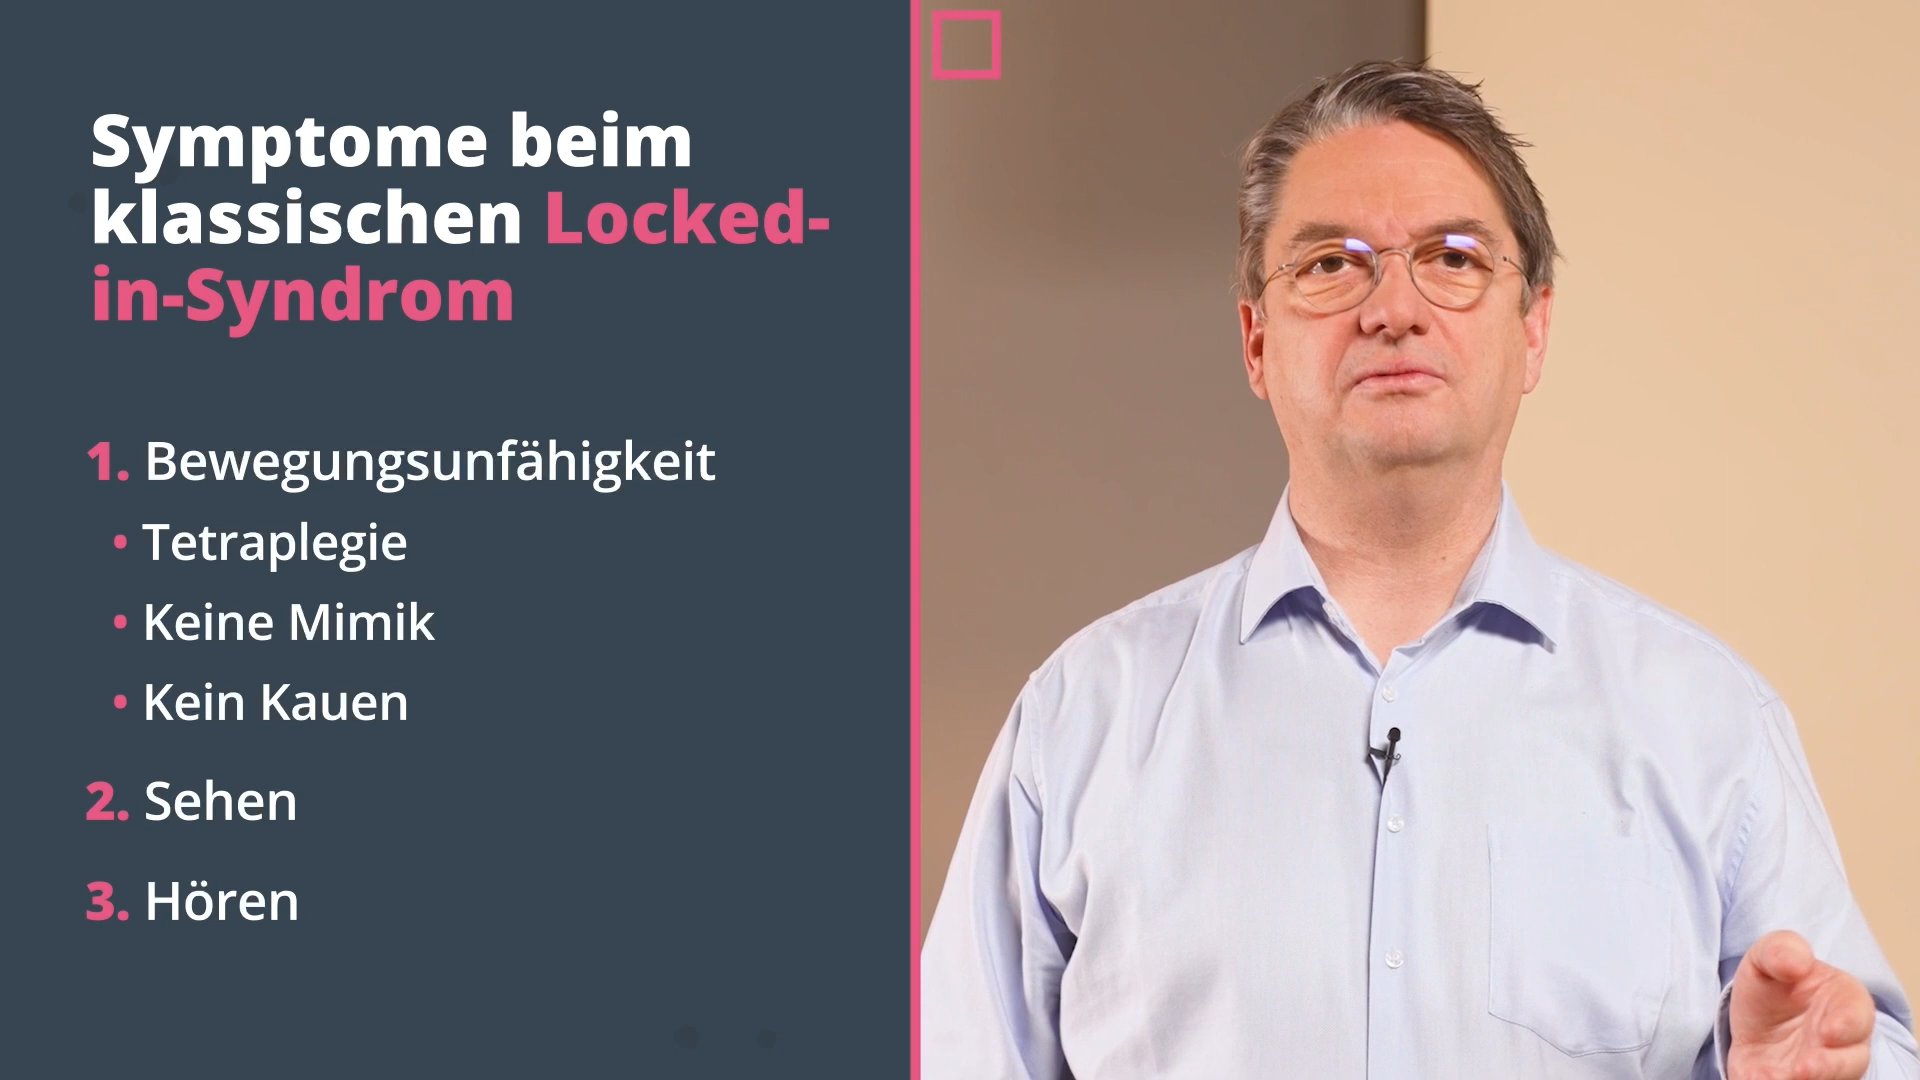 Symptome beim
klassischen Locked-
in-Syndrom
1. Bewegungsunfähigkeit
• Tetraplegie
• Keine Mimik
• Kein Kauen
2. Sehen
3. Hören